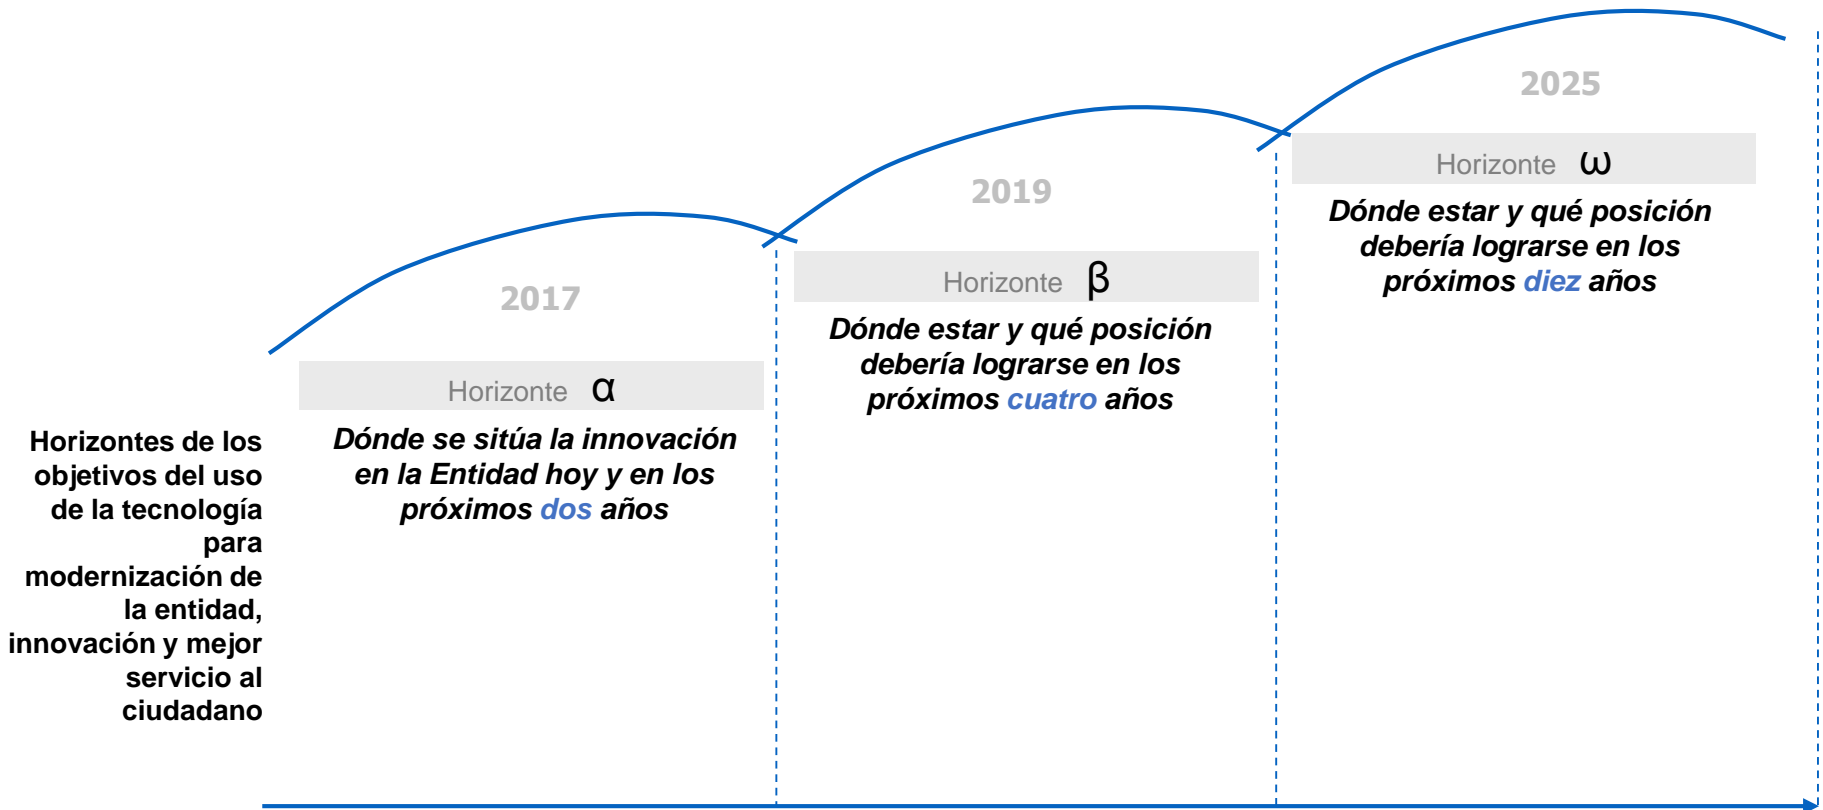 Horizontes de los
objetivos del uso
de la tecnología
para
modernización de
la entidad,
innovación y mejor
servicio al
ciudadano
2017
Horizonte α
Dónde se sitúa la innovación
en la Entidad hoy y en los
próximos dos años
2019
Horizonte β
Dónde estar y qué posición
debería lograrse en los
próximos cuatro años
2025
Horizonte ω
Dónde estar y qué posición
debería lograrse en los
próximos diez años